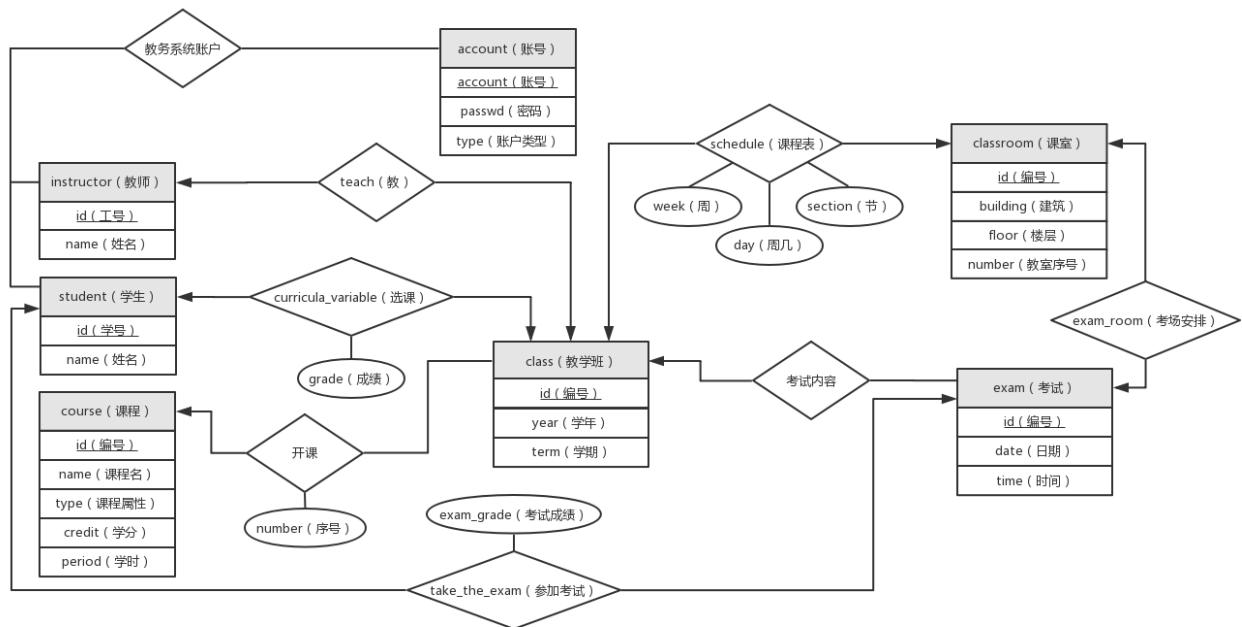 教务系统账户
account（账号）
account（账号）
passwd（密码）
type（账户类型）
instructor（教师）
id（工号）
name（姓名）
teach（教）
schedule（课程表）
week（周）
day（周几）
section（节）
classroom（课室）
id（编号）
building（建筑）
floor（楼层）
number（教室序号）
student（学生）
id（学号）
name（姓名）
curricula_variable（选课）
grade（成绩）
exam_room（考场安排）
class（教学班）
id（编号）
year（学年）
term（学期）
考试内容
exam（考试）
id（编号）
date（日期）
time（时间）
course（课程）
id（编号）
name（课程名）
type（课程属性）
credit（学分）
period（学时）
开课
number（序号）
exam_grade（考试成绩）
take_the_exam（参加考试）